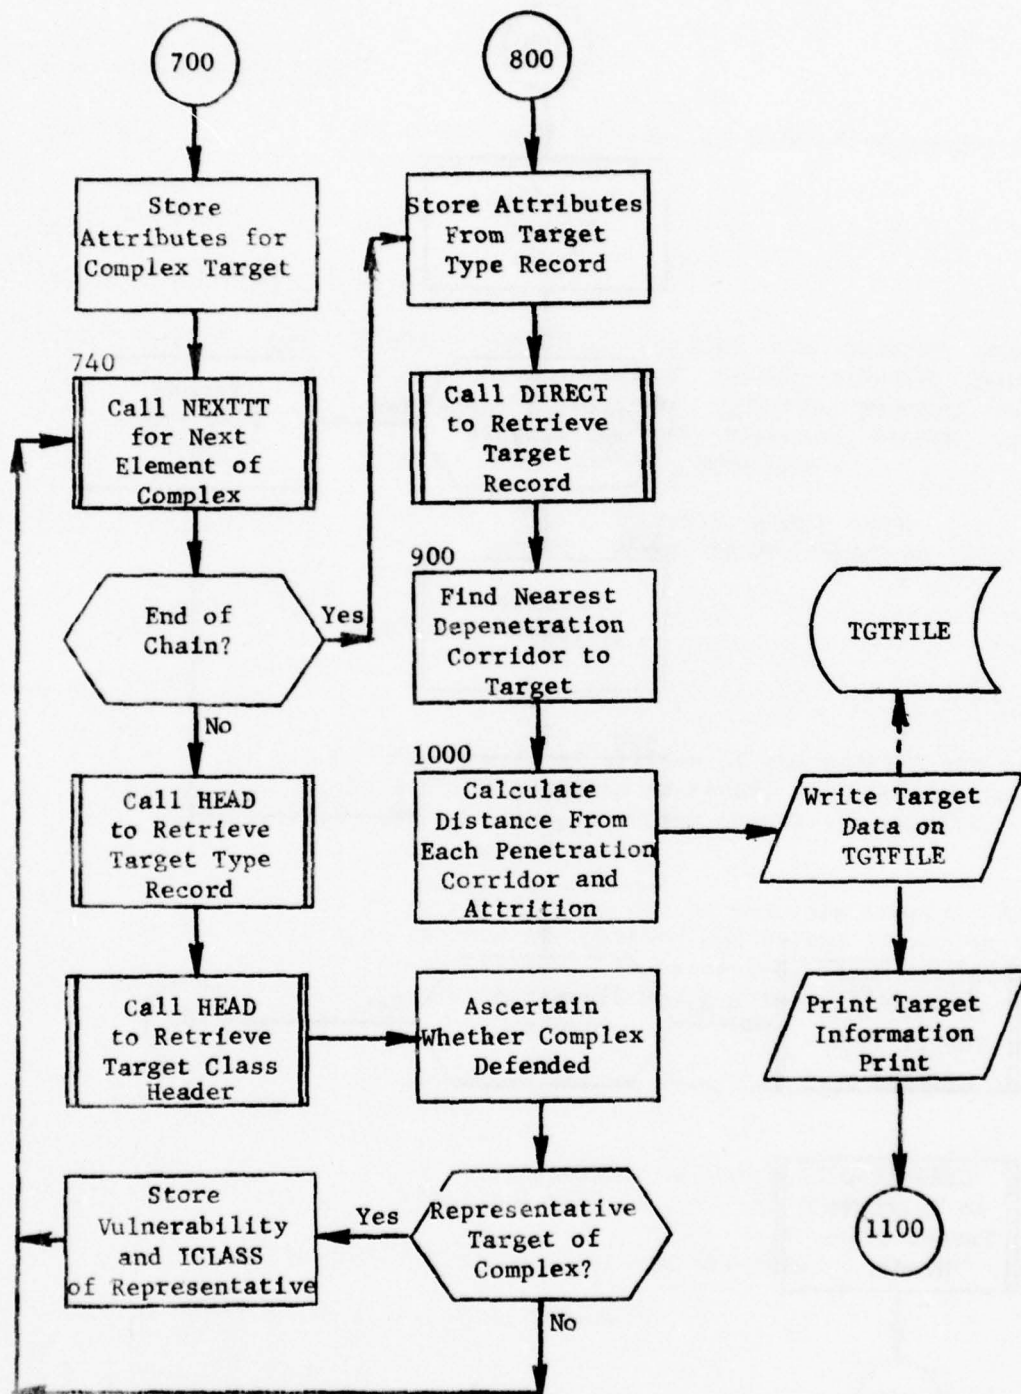 700
Store
Attributes for
Complex Target
740
Call NEXTTT
for Next
Element of
Complex
End of
Chain?
Yes
No
Call HEAD
to Retrieve
Target Type
Record
Call HEAD
to Retrieve
Target Class
Header
Store
Vulnerability
and ICLASS
of Representative
800
Store Attributes
From Target
Type Record
Call DIRECT
to Retrieve
Target
Record
900
Find Nearest
Depenetration
Corridor to
Target
1000
Calculate
Distance From
Each Penetration
Corridor and
Attrition
Ascertain
Whether Complex
Defended
Representative
Target of
Complex?
Yes
No
TGTFILE
Write Target
Data on
TGTFILE
Print Target
Information
Print
1100